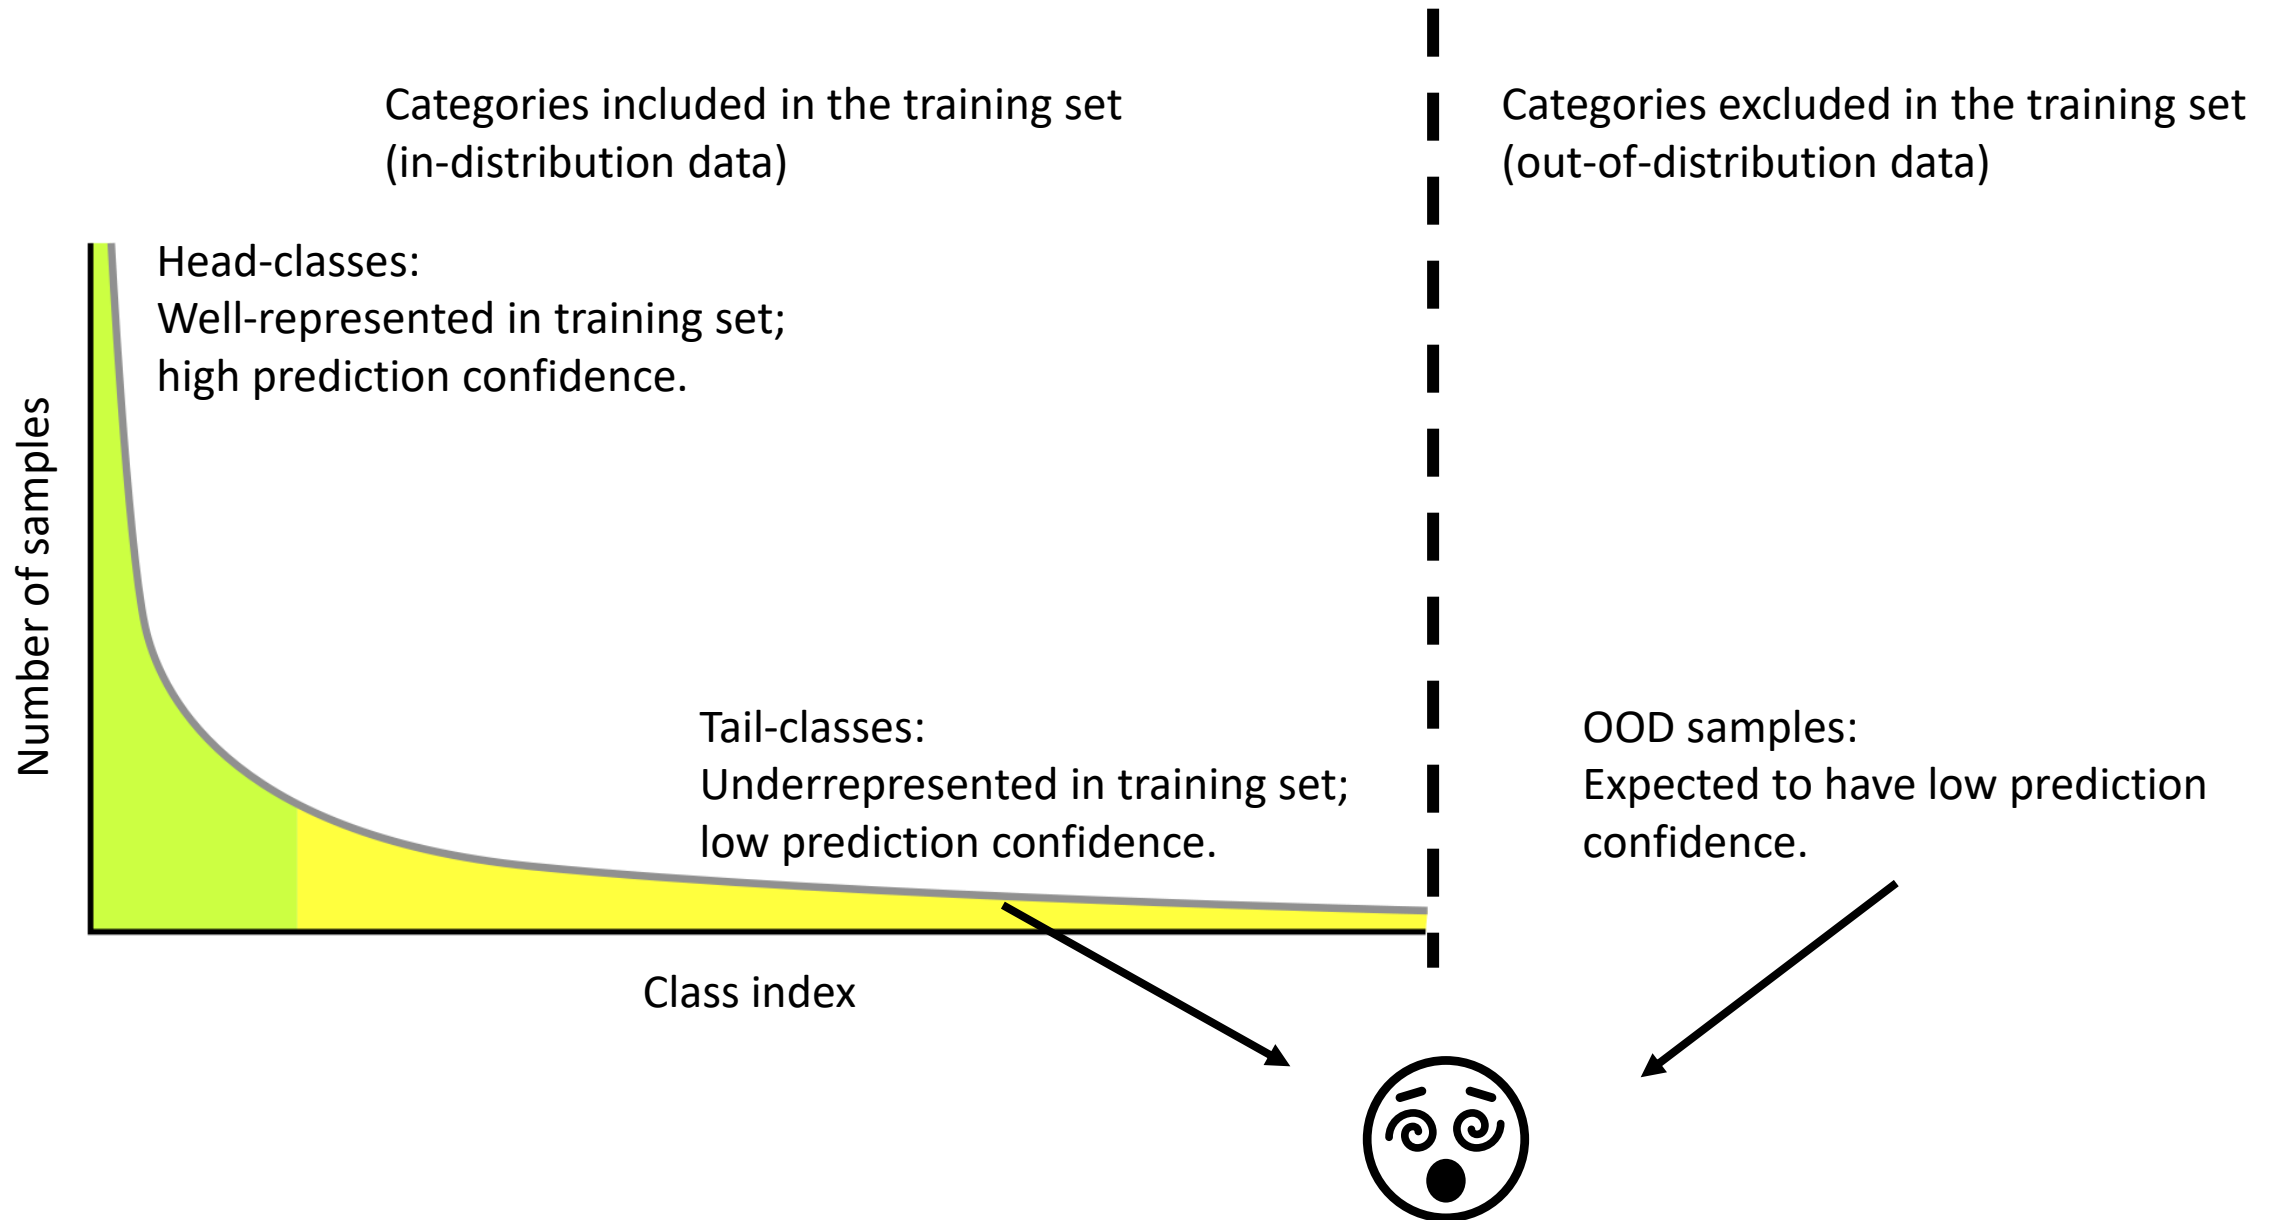 Categories included in the training set
(in-distribution data)
Categories excluded in the training set
(out-of-distribution data)
Head-classes:
Well-represented in training set;
high prediction confidence.
Number of samples
Tail-classes:
Underrepresented in training set;
low prediction confidence.
OOD samples:
Expected to have low prediction
confidence.
Class index